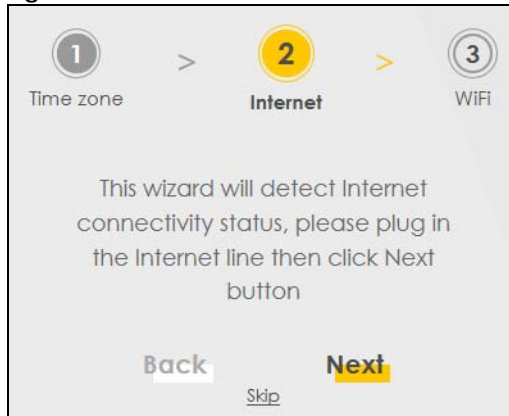 1 > 2 > 3
Time zone Internet WiFi
This wizard will detect Internet
connectivity status, please plug in
the Internet line then click Next
button
Back Next
Skip